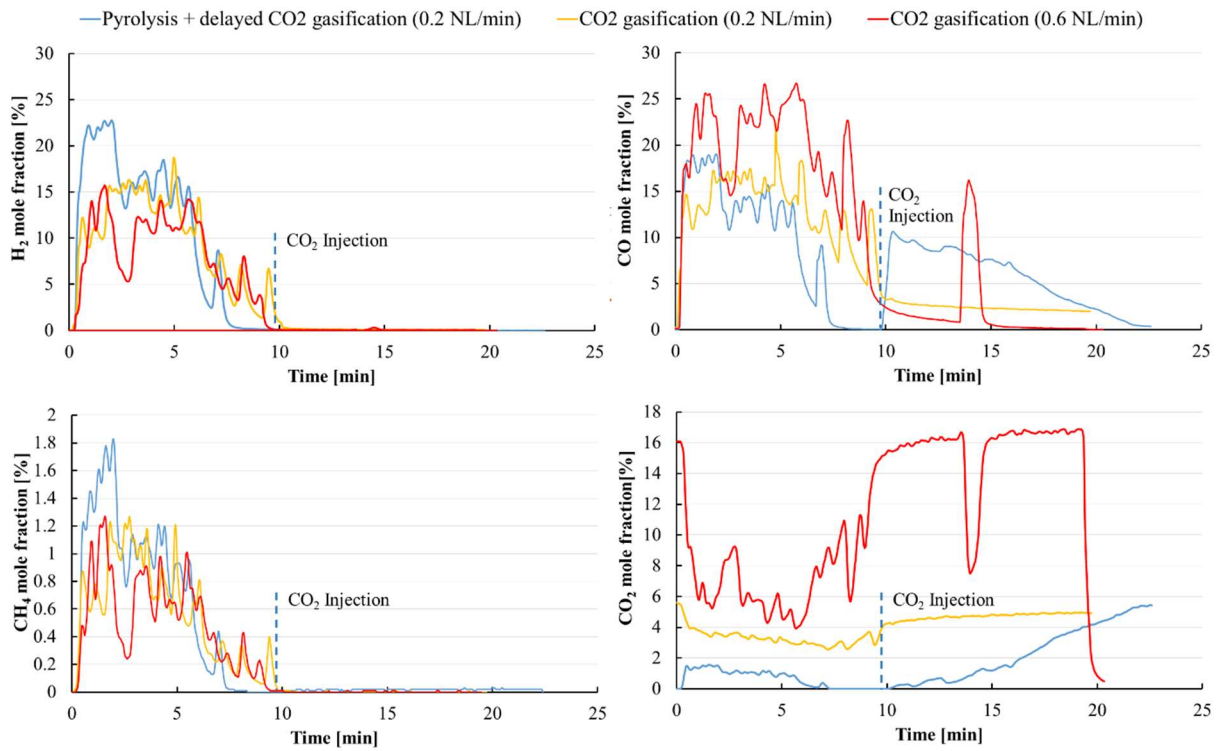 Pyrolysis + delayed CO2 gasification (0.2 NL/min) CO2 gasification (0.2 NL/min) CO2 gasification (0.6 NL/min)
H₂ mole fraction [%]
30
25
20
15
10
5
0
0 5 10 15 20 25
Time [min]
CO₂ Injection
CO mole fraction [%]
30
25
20
15
10
5
0
0 5 10 15 20 25
Time [min]
CO₂
Injection
CH₄ mole fraction [%]
2
1.8
1.6
1.4
1.2
1
0.8
0.6
0.4
0.2
0
0 5 10 15 20 25
Time [min]
CO₂ Injection
CO₂ mole fraction[%]
18
16
14
12
10
8
6
4
2
0
0 5 10 15 20 25
Time [min]
CO₂ Injection